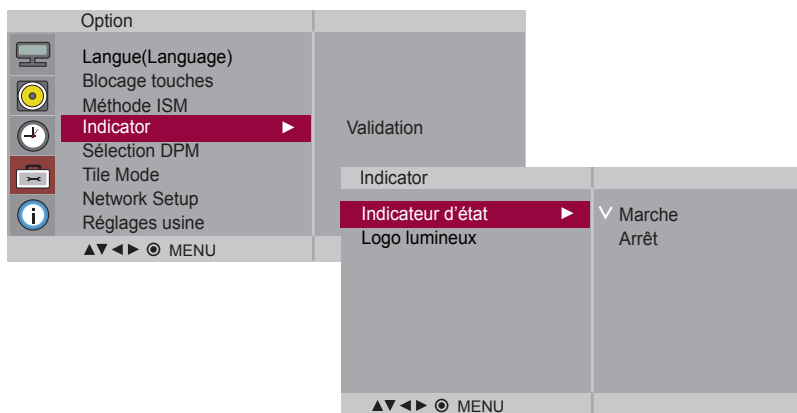 Option
Langue(Language)
Blocage touches
Méthode ISM
Indicator ► Validation
Sélection DPM
Tile Mode
Network Setup
Réglages usine
▲▼◄► ◉ MENU
Indicator
Indicateur d’état ► ✓ Marche
Logo lumineux Arrêt
▲▼◄► ◉ MENU